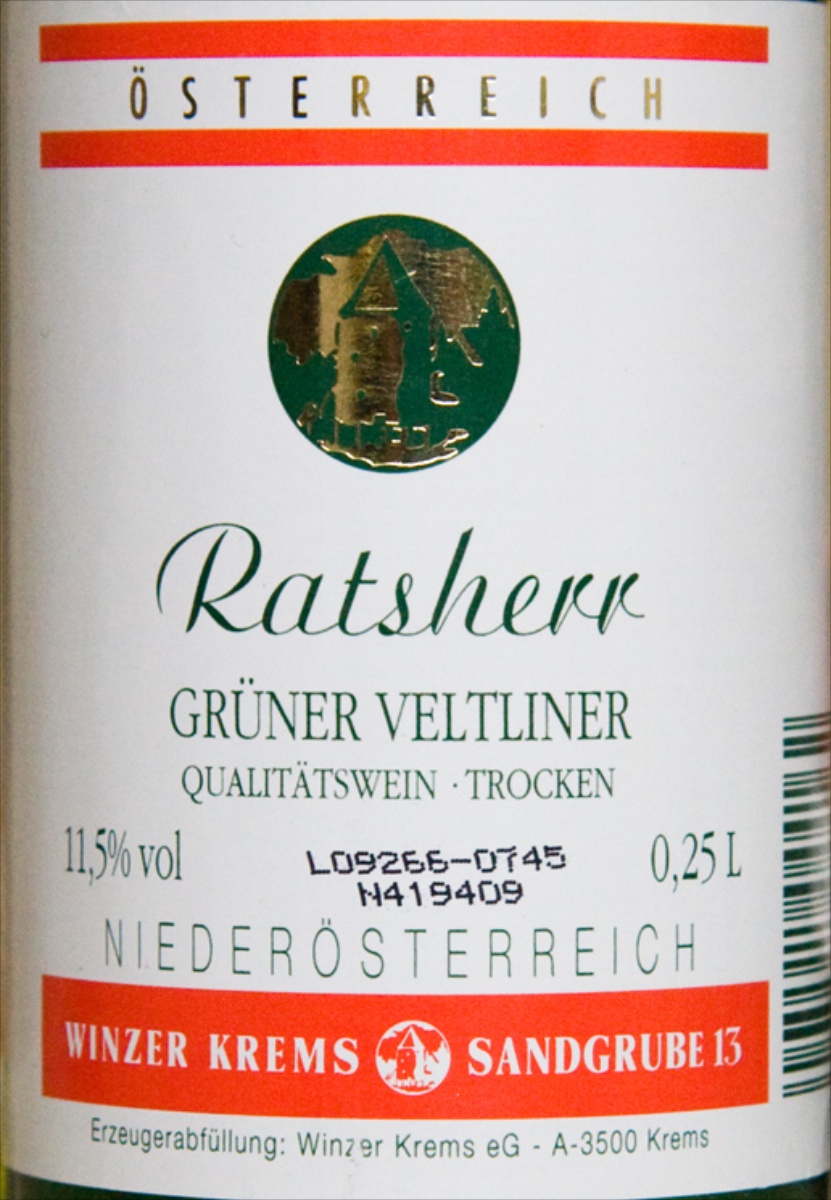 ÖSTERREICH
Ratsherr
GRÜNER VELTLINER
QUALITÄTSWEIN · TROCKEN
11,5% vol
L09266-0745
N419409
0,25 L
NIEDERÖSTERREICH
WINZER KREMS SANDGRUBE 13
Erzeugerabfüllung: Winzer Krems eG - A-3500 Krems